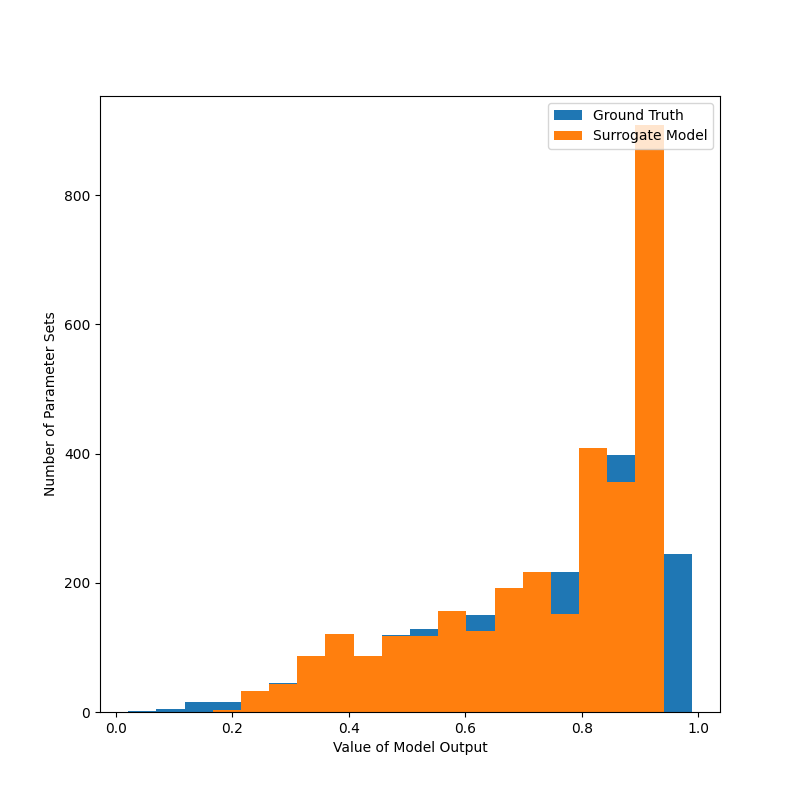 Ground Truth
Surrogate Model
800
600
400
200
0
Number of Parameter Sets
0.0 0.2 0.4 0.6 0.8 1.0
Value of Model Output